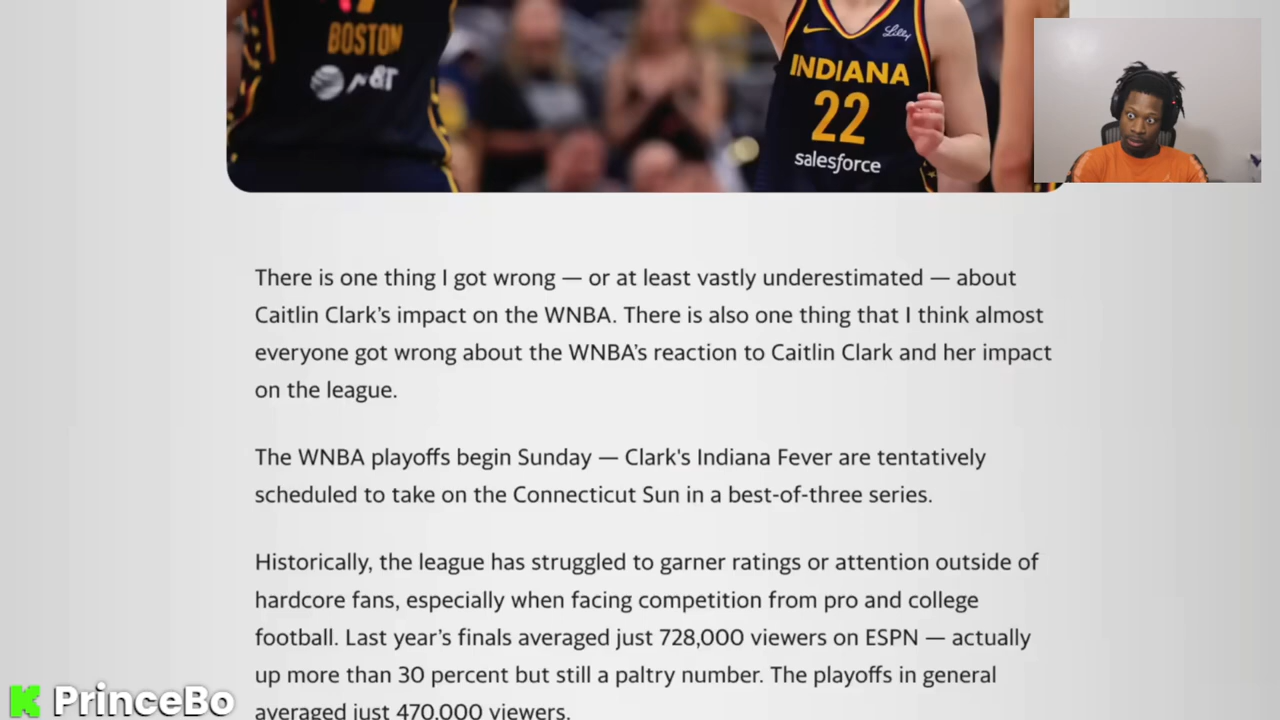 BOSTON
AT&T
Lilly
INDIANA
22
salesforce
There is one thing I got wrong — or at least vastly underestimated — about
Caitlin Clark’s impact on the WNBA. There is also one thing that I think almost
everyone got wrong about the WNBA’s reaction to Caitlin Clark and her impact
on the league.
The WNBA playoffs begin Sunday — Clark's Indiana Fever are tentatively
scheduled to take on the Connecticut Sun in a best-of-three series.
Historically, the league has struggled to garner ratings or attention outside of
hardcore fans, especially when facing competition from pro and college
football. Last year’s finals averaged just 728,000 viewers on ESPN — actually
up more than 30 percent but still a paltry number. The playoffs in general
averaged just 470,000 viewers.
K PrinceBo